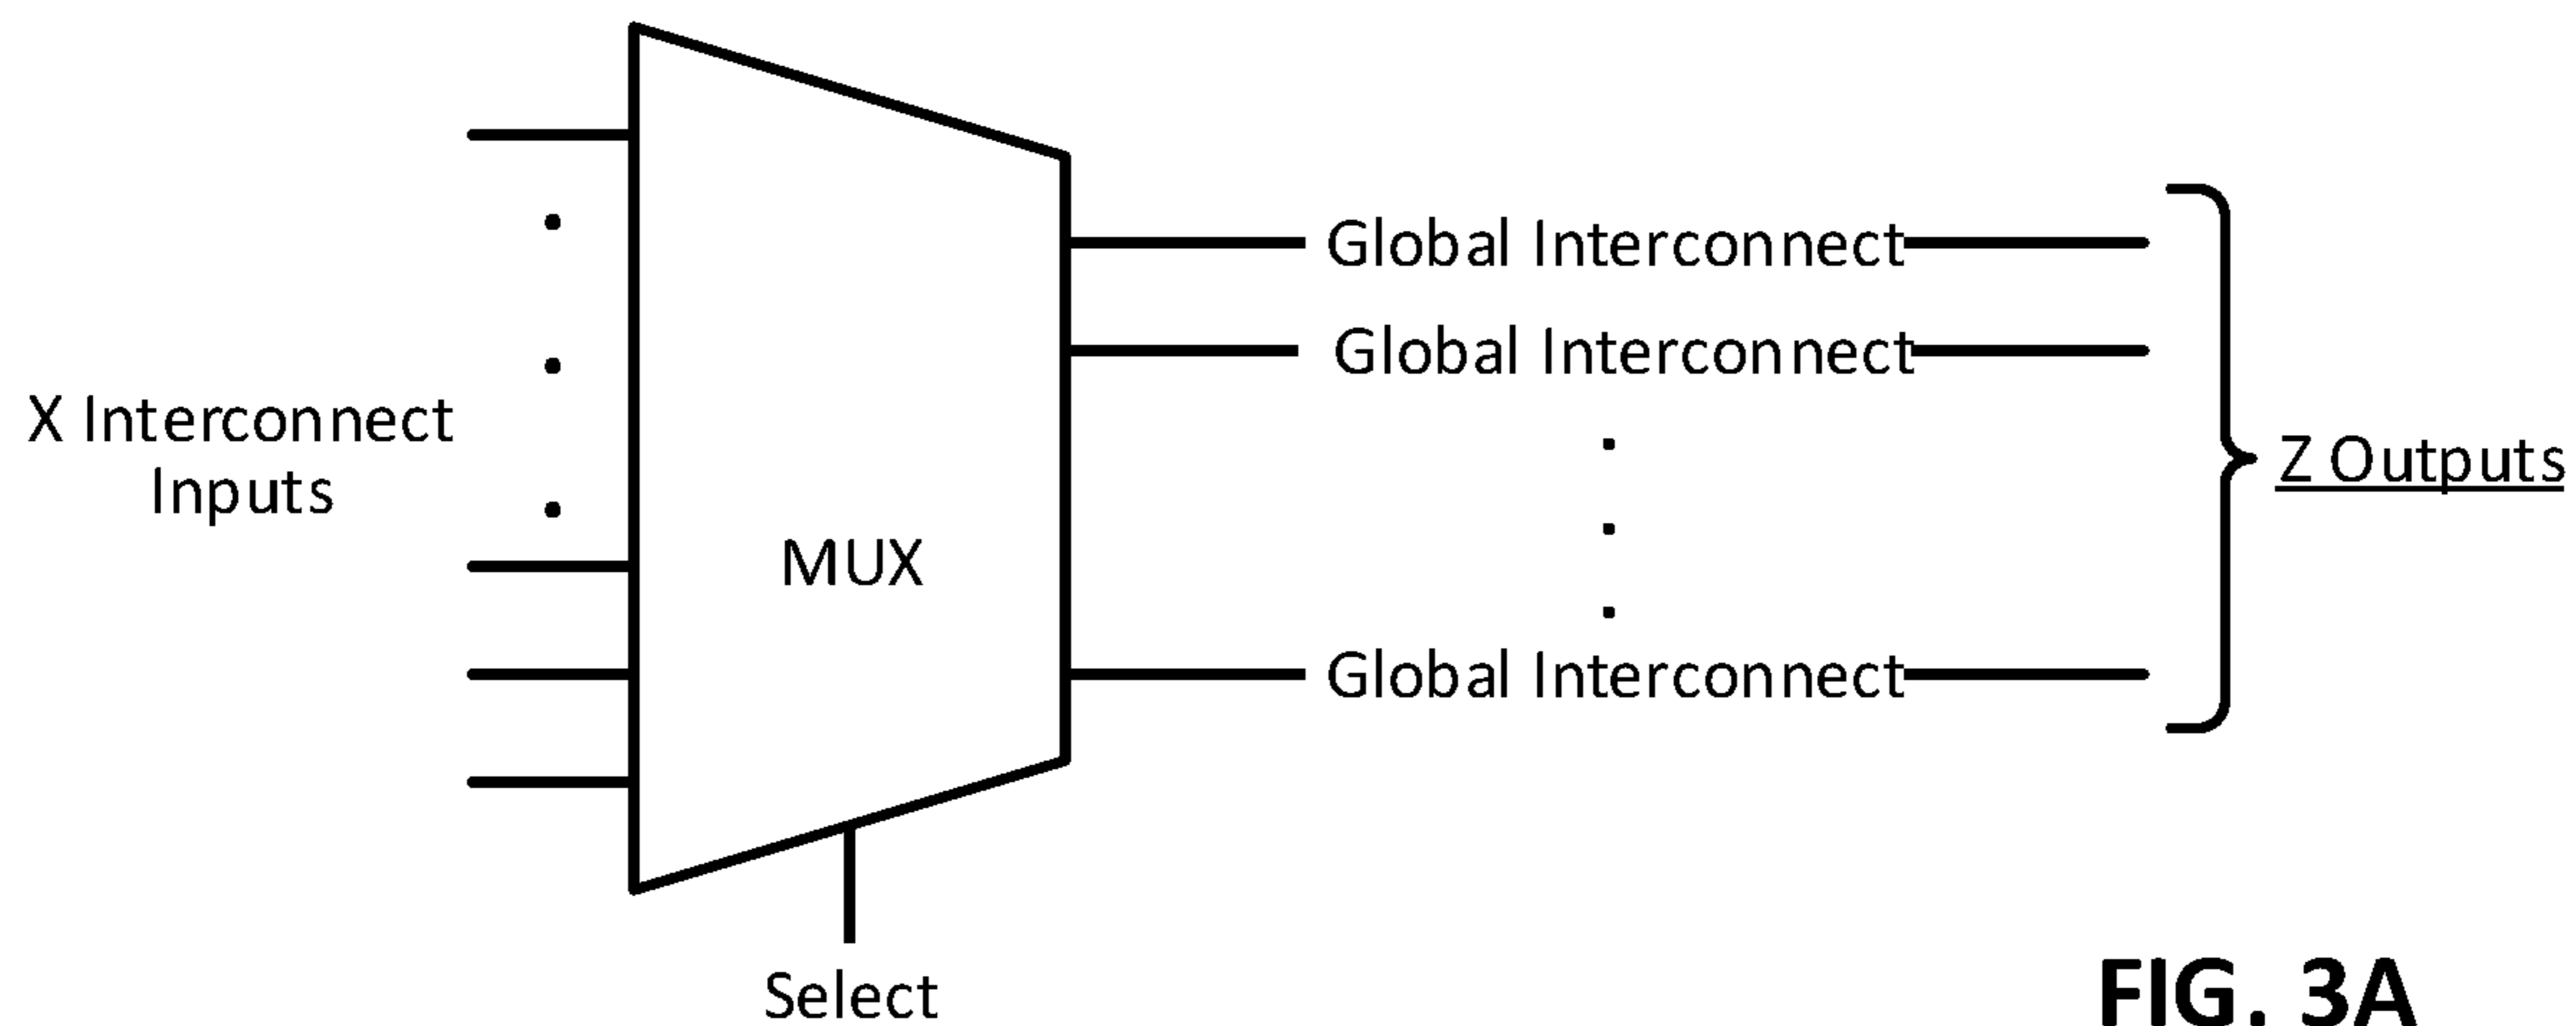 X Interconnect
Inputs
MUX
Select
Global Interconnect
Global Interconnect
Global Interconnect
Z Outputs
FIG. 3A